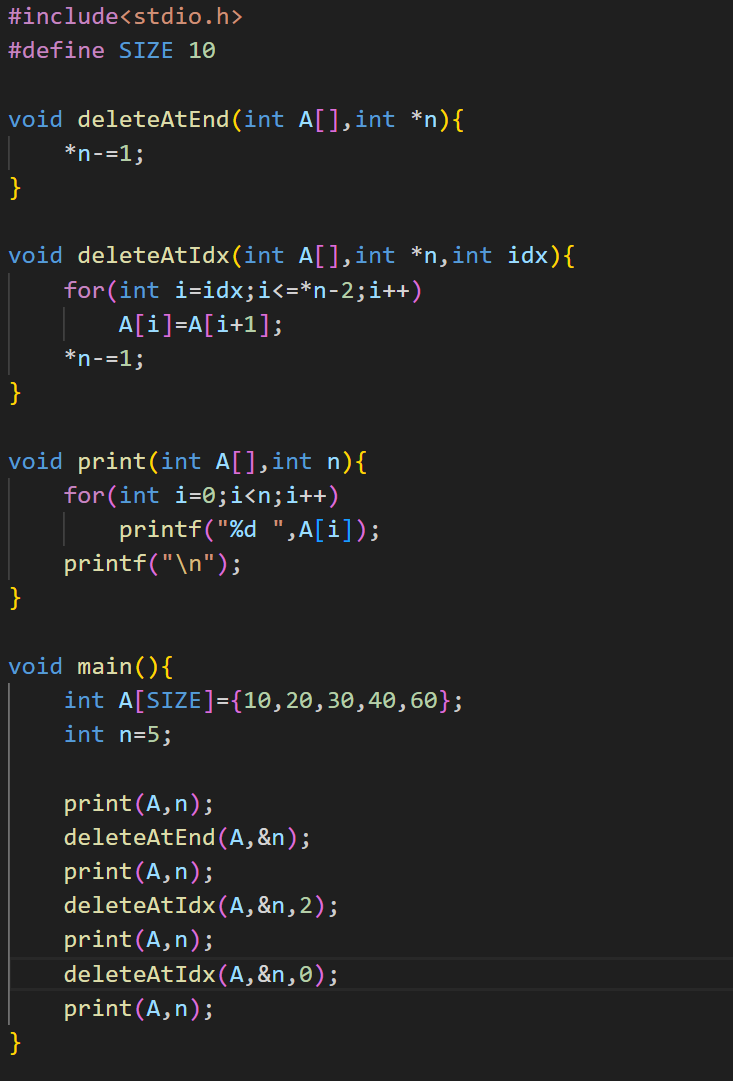 #include<stdio.h>
#define SIZE 10

void deleteAtEnd(int A[],int *n){
    *n-=1;
}

void deleteAtIdx(int A[],int *n,int idx){
    for(int i=idx;i<=*n-2;i++)
        A[i]=A[i+1];
    *n-=1;
}

void print(int A[],int n){
    for(int i=0;i<n;i++)
        printf("%d ",A[i]);
    printf("\n");
}

void main(){
    int A[SIZE]={10,20,30,40,60};
    int n=5;

    print(A,n);
    deleteAtEnd(A,&n);
    print(A,n);
    deleteAtIdx(A,&n,2);
    print(A,n);
    deleteAtIdx(A,&n,0);
    print(A,n);
}